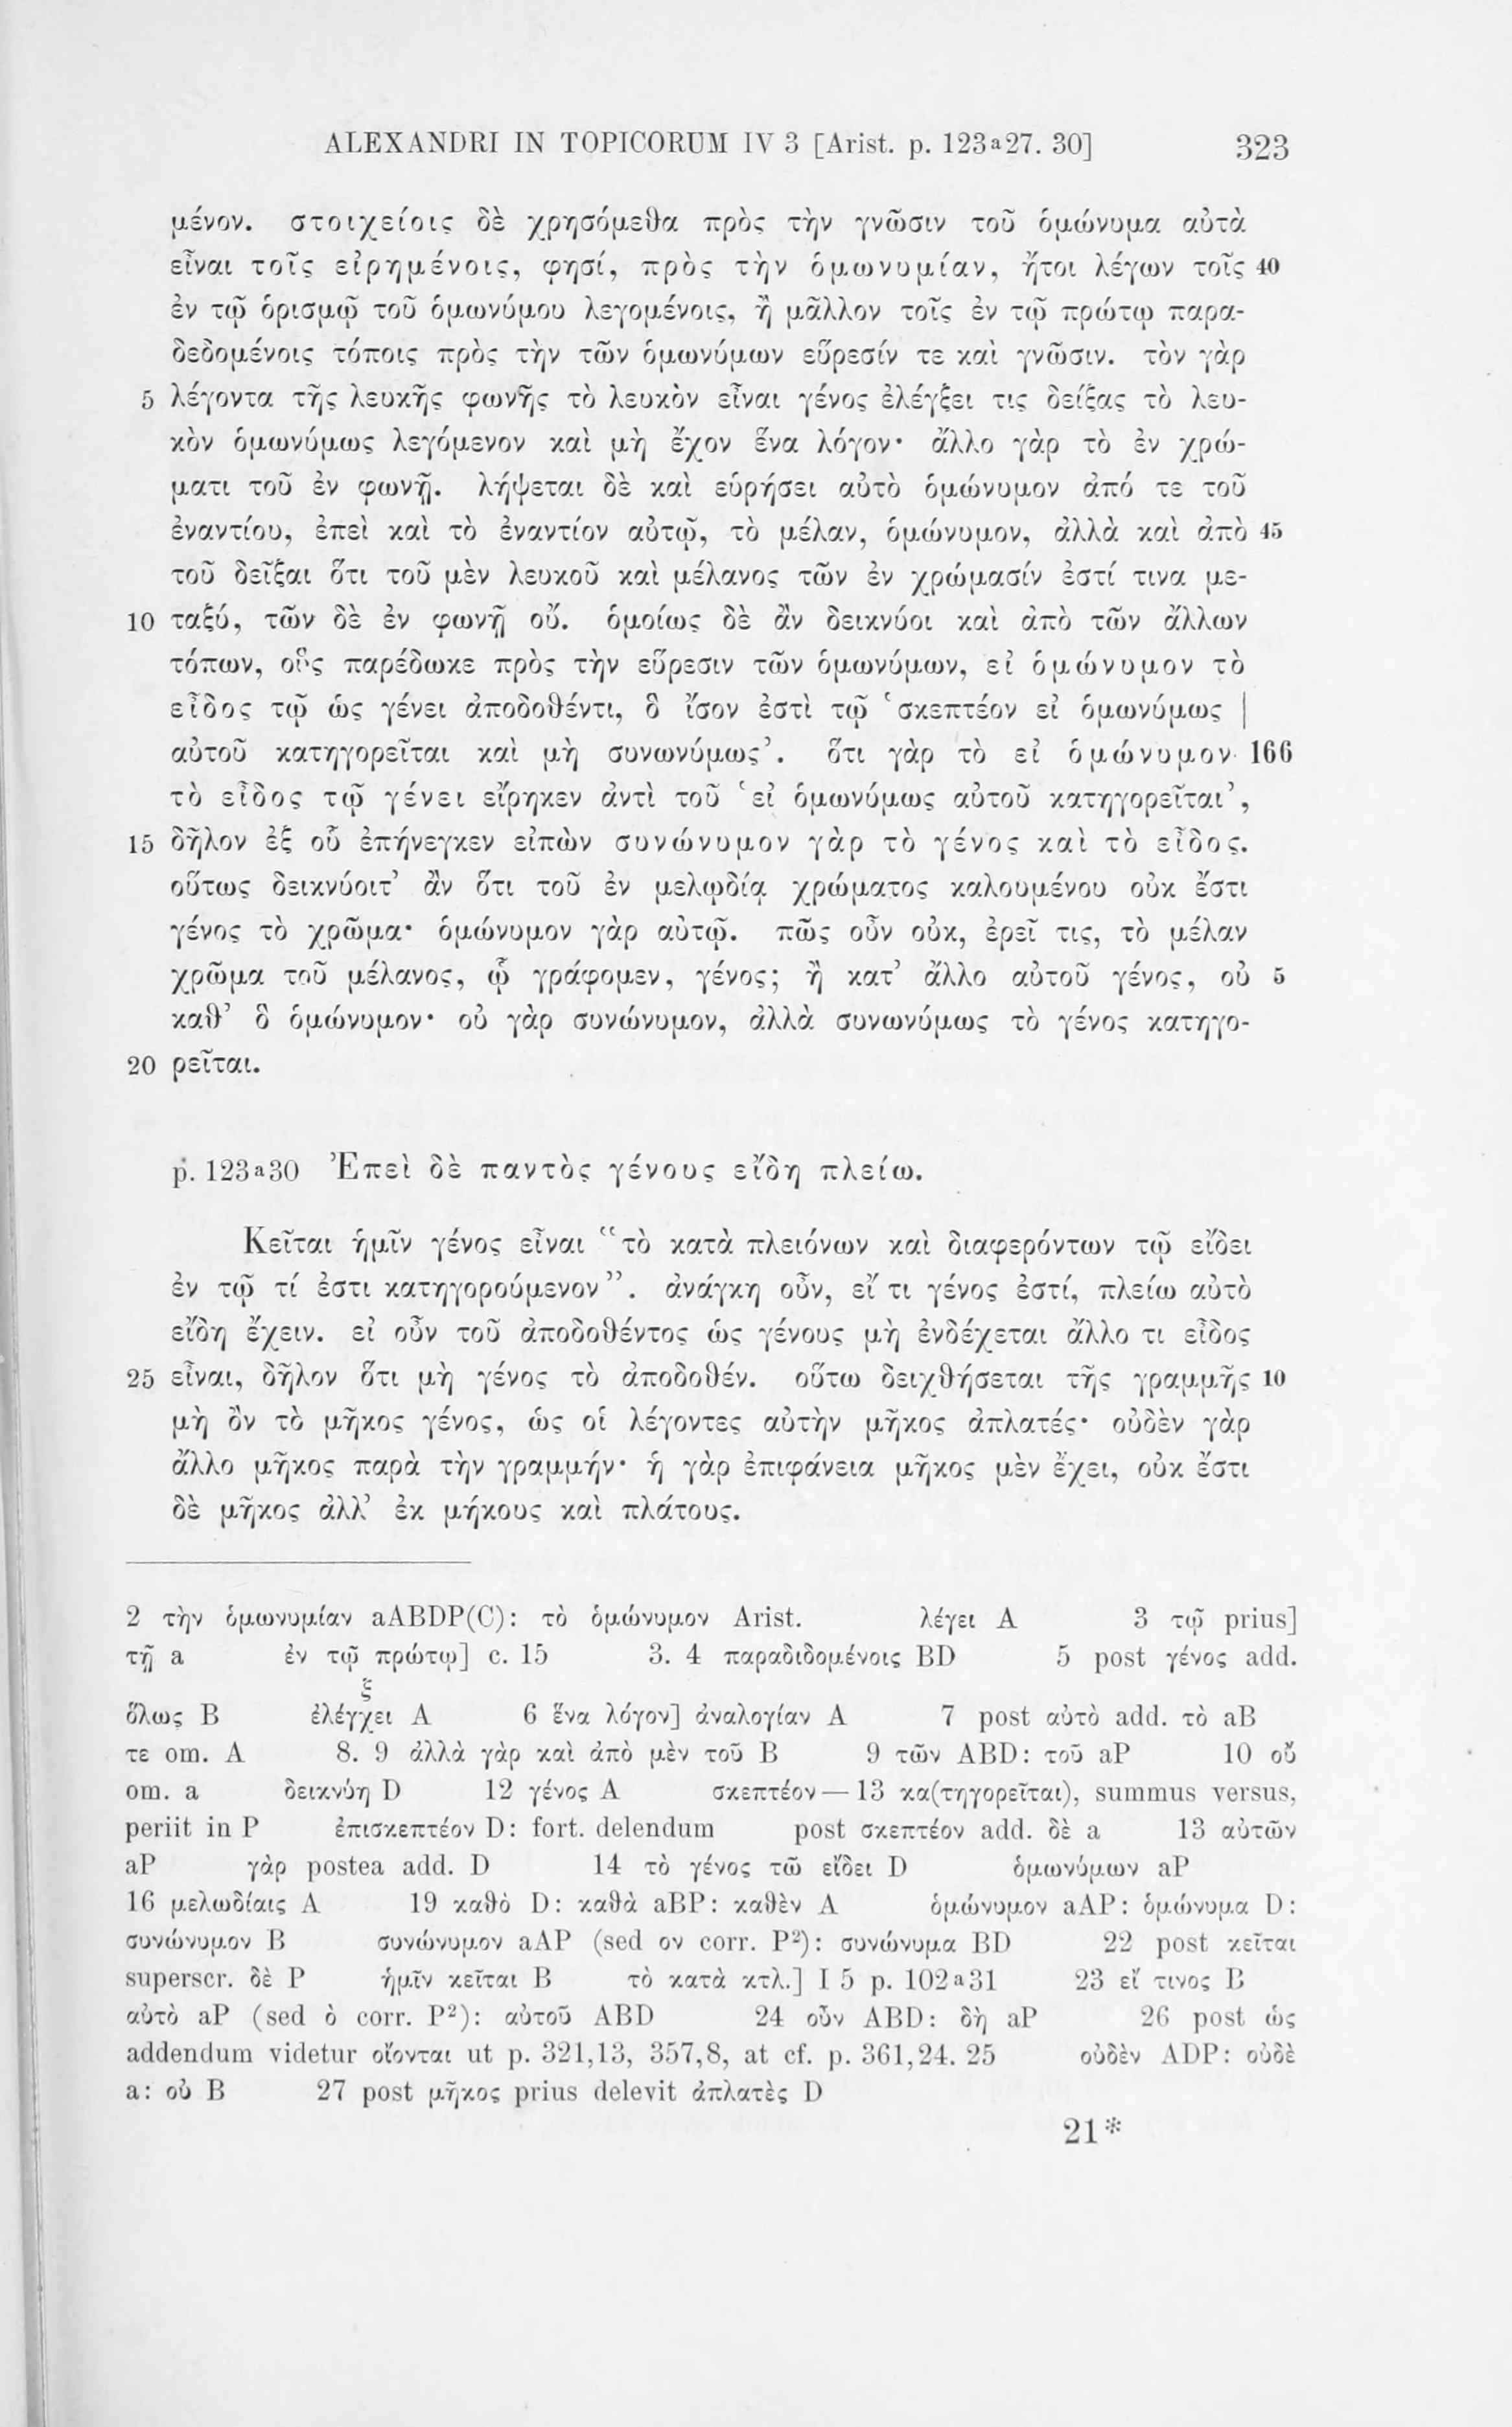 ALEXANDRI IN TOPICORUM IV 3 [Arist. p. 123ª27. 30] 323
μένον. στοιχείοις δὲ χρησόμεθα πρὸς τὴν γνῶσιν τοῦ ὁμώνυμα αὐτὰ
εἶναι τοῖς εἰρημένοις, φησί, πρὸς τὴν ὁμωνυμίαν, ἤτοι λέγων τοῖς 40
ἐν τῷ ὁρισμῷ τοῦ ὁμωνύμου λεγομένοις, ἢ μᾶλλον τοῖς ἐν τῷ πρώτῳ παρα-
δεδομένοις τόποις πρὸς τὴν τῶν ὁμωνύμων εὕρεσίν τε καὶ γνῶσιν. τὸν γὰρ
5 λέγοντα τῆς λευκῆς φωνῆς τὸ λευκὸν εἶναι γένος ἐλέγξει τις δείξας τὸ λευ-
κὸν ὁμωνύμως λεγόμενον καὶ μὴ ἔχον ἕνα λόγον· ἄλλο γὰρ τὸ ἐν χρώ-
ματι τοῦ ἐν φωνῇ. λήψεται δὲ καὶ εὑρήσει αὐτὸ ὁμώνυμον ἀπό τε τοῦ
ἐναντίου, ἐπεὶ καὶ τὸ ἐναντίον αὐτῷ, τὸ μέλαν, ὁμώνυμον, ἀλλὰ καὶ ἀπὸ 45
τοῦ δεῖξαι ὅτι τοῦ μὲν λευκοῦ καὶ μέλανος τῶν ἐν χρώμασίν ἐστί τινα με-
10 ταξύ, τῶν δὲ ἐν φωνῇ οὔ. ὁμοίως δὲ ἂν δεικνύοι καὶ ἀπὸ τῶν ἄλλων
τόπων, οὓς παρέδωκε πρὸς τὴν εὕρεσιν τῶν ὁμωνύμων, εἰ ὁμώνυμον τὸ
εἶδος τῷ ὡς γένει ἀποδοθέντι, ὃ ἴσον ἐστὶ τῷ ‛σκεπτέον εἰ ὁμωνύμως |
αὐτοῦ κατηγορεῖται καὶ μὴ συνωνύμως’. ὅτι γὰρ τὸ εἰ ὁμώνυμον 166
τὸ εἶδος τῷ γένει εἴρηκεν ἀντὶ τοῦ ‛εἰ ὁμωνύμως αὐτοῦ κατηγορεῖται’,
15 δῆλον ἐξ οὗ ἐπήνεγκεν εἰπὼν συνώνυμον γὰρ τὸ γένος καὶ τὸ εἶδος.
οὕτως δεικνύοιτ’ ἂν ὅτι τοῦ ἐν μελῳδίᾳ χρώματος καλουμένου οὐκ ἔστι
γένος τὸ χρῶμα· ὁμώνυμον γὰρ αὐτῷ. πῶς οὖν οὐκ, ἐρεῖ τις, τὸ μέλαν
χρῶμα τοῦ μέλανος, ᾧ γράφομεν, γένος; ἢ κατ’ ἄλλο αὐτοῦ γένος, οὐ 5
καθ’ ὃ ὁμώνυμον· οὐ γὰρ συνώνυμον, ἀλλὰ συνωνύμως τὸ γένος κατηγο-
20 ρεῖται.
p. 123ª30 Ἐπεὶ δὲ παντὸς γένους εἴδη πλείω.
Κεῖται ἡμῖν γένος εἶναι “τὸ κατὰ πλειόνων καὶ διαφερόντων τῷ εἴδει
ἐν τῷ τί ἐστι κατηγορούμενον”. ἀνάγκη οὖν, εἴ τι γένος ἐστί, πλείω αὐτὸ
εἴδη ἔχειν. εἰ οὖν τοῦ ἀποδοθέντος ὡς γένους μὴ ἐνδέχεται ἄλλο τι εἶδος
25 εἶναι, δῆλον ὅτι μὴ γένος τὸ ἀποδοθέν. οὕτω δειχθήσεται τῆς γραμμῆς 10
μὴ ὂν τὸ μῆκος γένος, ὡς οἱ λέγοντες αὐτὴν μῆκος ἀπλατές· οὐδὲν γὰρ
ἄλλο μῆκος παρὰ τὴν γραμμήν· ἡ γὰρ ἐπιφάνεια μῆκος μὲν ἔχει, οὐκ ἔστι
δὲ μῆκος ἀλλ’ ἐκ μήκους καὶ πλάτους.
2 τὴν ὁμωνυμίαν aABDP(C): τὸ ὁμώνυμον Arist. λέγει A 3 τῷ prius]
τῇ a ἐν τῷ πρώτῳ] c. 15 3. 4 παραδιδομένοις BD 5 post γένος add.
ὅλως B ἐλέγχει A 6 ἕνα λόγον] ἀναλογίαν A 7 post αὐτὸ add. τὸ aB
τε om. A 8. 9 ἀλλὰ γὰρ καὶ ἀπὸ μὲν τοῦ B 9 τῶν ABD: τοῦ aP 10 οὔ
om. a δεικνύη D 12 γένος A σκεπτέον — 13 κα(τηγορεῖται), summus versus,
periit in P ἐπισκεπτέον D: fort. delendum post σκεπτέον add. δὲ a 13 αὐτῶν
aP γὰρ postea add. D 14 τὸ γένος τῶ εἴδει D ὁμωνύμων aP
16 μελωδίαις A 19 καθὸ D: καθὰ aBP: καθὲν A ὁμώνυμον aAP: ὁμώνυμα D:
συνώνυμον B συνώνυμον aAP (sed ον corr. P²): συνώνυμα BD 22 post κεῖται
superscr. δὲ P ἡμῖν κεῖται B τὸ κατὰ κτλ.] I 5 p. 102ª31 23 εἴ τινος B
αὐτὸ aP (sed ὸ corr. P²): αὐτοῦ ABD 24 οὖν ABD: δὴ aP 26 post ὡς
addendum videtur οἴονται ut p. 321,13, 357,8, at cf. p. 361,24. 25 οὐδὲν ADP: οὐδὲ
a: οὐ B 27 post μῆκος prius delevit ἀπλατὲς D
21*